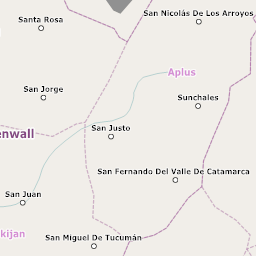 San Nicolás De Los Arroyos
Santa Rosa
Aplus
San Jorge
Sunchales
San Justo
enwall
San Fernando Del Valle De Catamarca
San Juan
kijan
San Miguel De Tucumán